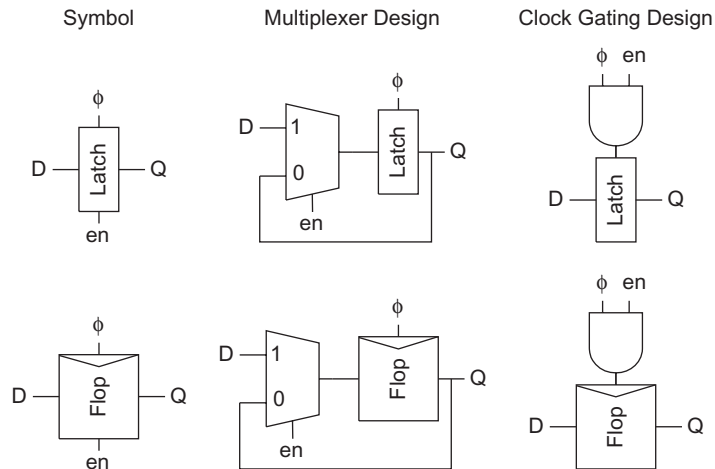 Symbol
Multiplexer Design
Clock Gating Design
ϕ
D
Latch
Q
en
D
1
0
en
ϕ
Latch
Q
ϕ en
D
Latch
Q
ϕ
D
Flop
Q
en
D
1
0
en
ϕ
Flop
Q
ϕ en
D
Flop
Q